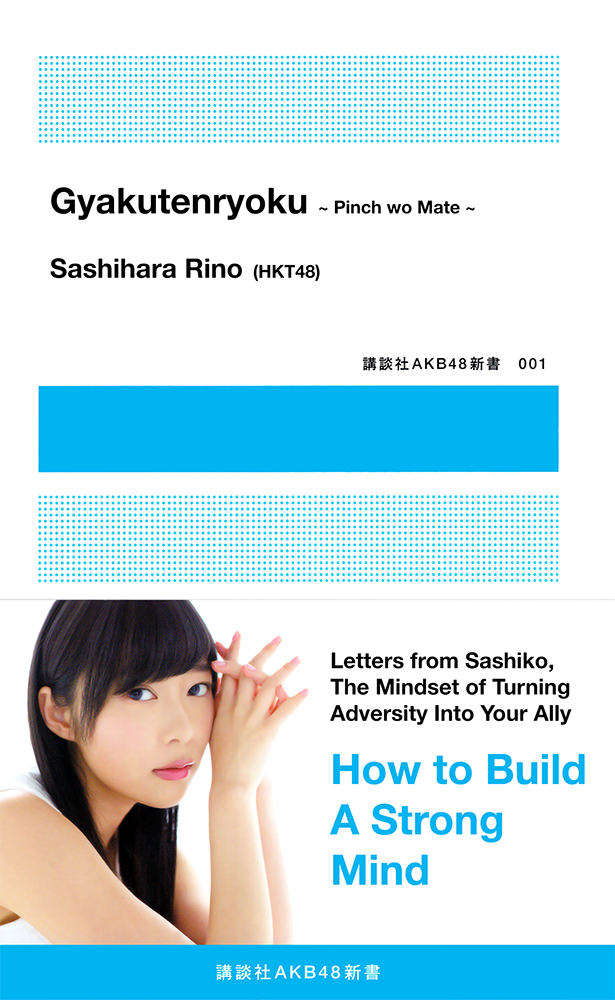 Gyakutenryoku ~ Pinch wo Mate ~
Sashihara Rino (HKT48)
講談社AKB48新書 001
Letters from Sashiko,
The Mindset of Turning
Adversity Into Your Ally
How to Build
A Strong
Mind
講談社AKB48新書